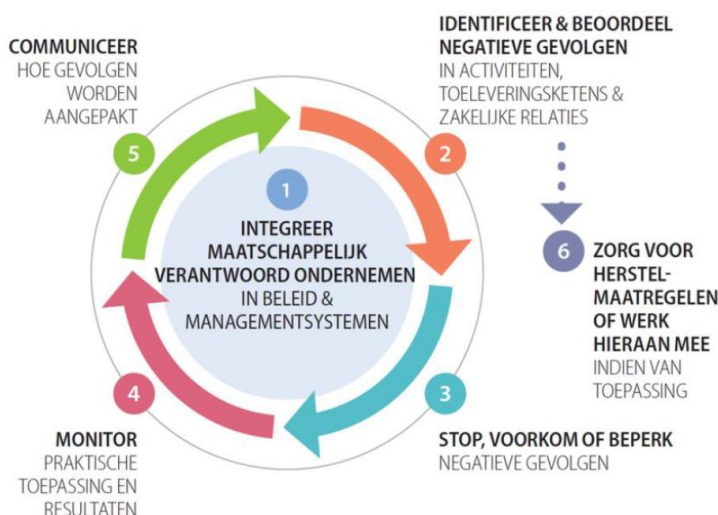 1
INTEGREER
MAATSCHAPPELIJK
VERANTWOORD ONDERNEMEN
IN BELEID &
MANAGEMENTSYSTEMEN
2
IDENTIFICEER & BEOORDEEL
NEGATIEVE GEVOLGEN
IN ACTIVITEITEN,
TOELEVERINGSKETENS &
ZAKELIJKE RELATIES
3
STOP, VOORKOM OF BEPERK
NEGATIEVE GEVOLGEN
4
MONITOR
PRAKTISCHE
TOEPASSING EN
RESULTATEN
5
COMMUNICEER
HOE GEVOLGEN
WORDEN
AANGEPAKT
6
ZORG VOOR
HERSTEL-
MAATREGELEN
OF WERK
HIERAAN MEE
INDIEN VAN
TOEPASSING